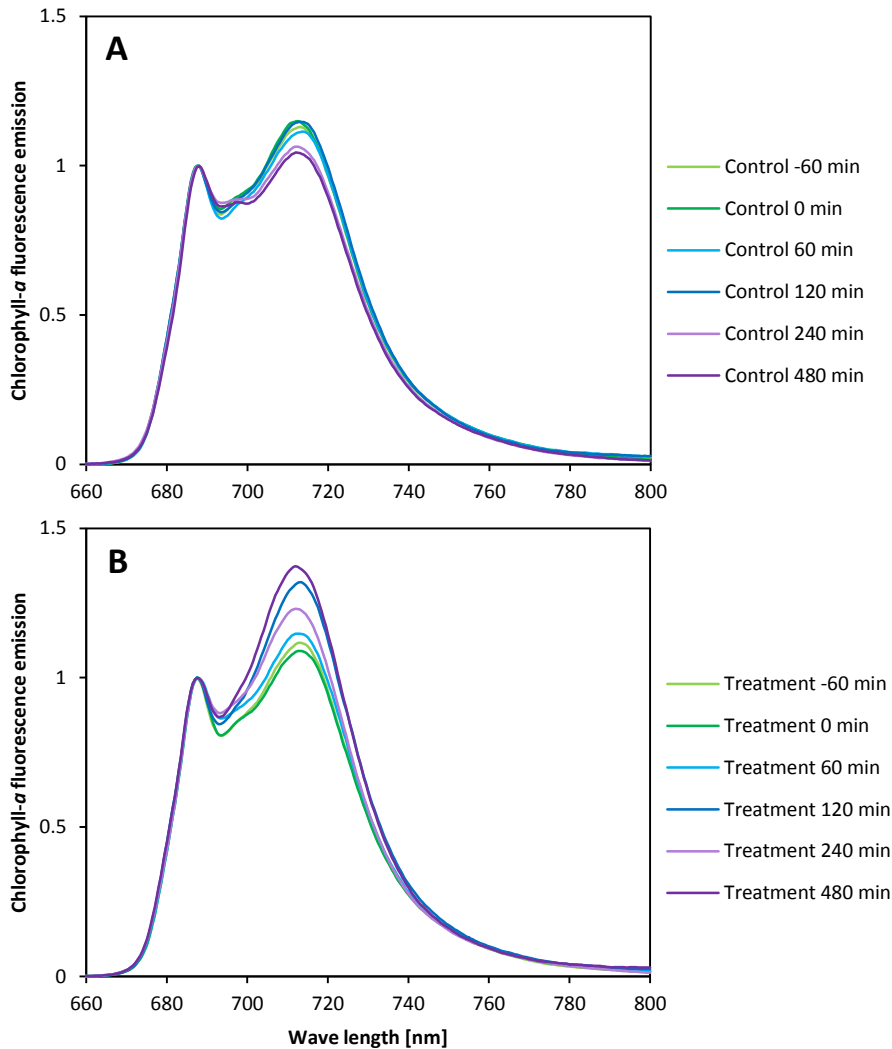 A
Chlorophyll-a fluorescence emission
1.5
1
0.5
0
660
680
700
720
740
760
780
800
Control -60 min
Control 0 min
Control 60 min
Control 120 min
Control 240 min
Control 480 min
B
Chlorophyll-a fluorescence emission
1.5
1
0.5
0
660
680
700
720
740
760
780
800
Wave length [nm]
Treatment -60 min
Treatment 0 min
Treatment 60 min
Treatment 120 min
Treatment 240 min
Treatment 480 min